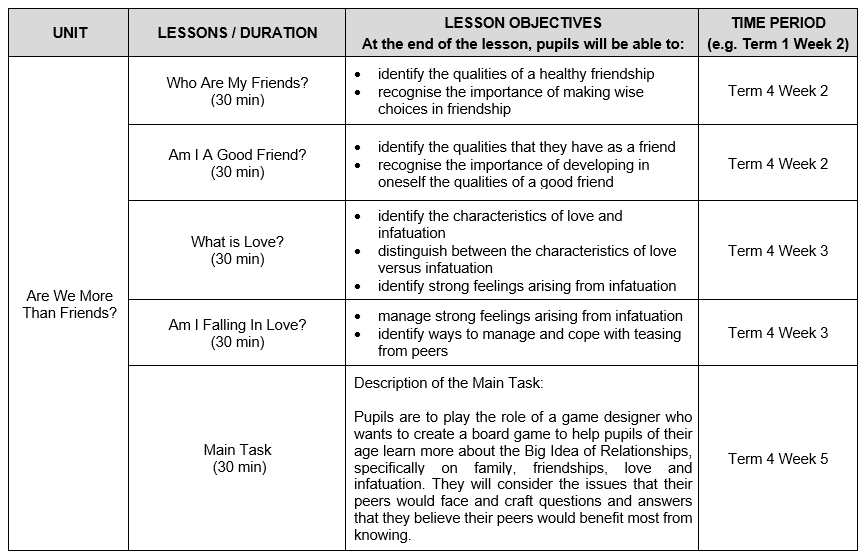 UNIT
LESSONS / DURATION
LESSON OBJECTIVES
At the end of the lesson, pupils will be able to:
TIME PERIOD
(e.g. Term 1 Week 2)
Are We More
Than Friends?
Who Are My Friends?
(30 min)
• identify the qualities of a healthy friendship
• recognise the importance of making wise
choices in friendship
Term 4 Week 2
Am I A Good Friend?
(30 min)
• identify the qualities that they have as a friend
• recognise the importance of developing in
oneself the qualities of a good friend
Term 4 Week 2
What is Love?
(30 min)
• identify the characteristics of love and
infatuation
• distinguish between the characteristics of love
versus infatuation
• identify strong feelings arising from infatuation
Term 4 Week 3
Am I Falling In Love?
(30 min)
• manage strong feelings arising from infatuation
• identify ways to manage and cope with teasing
from peers
Term 4 Week 3
Main Task
(30 min)
Description of the Main Task:
Pupils are to play the role of a game designer who
wants to create a board game to help pupils of their
age learn more about the Big Idea of Relationships,
specifically on family, friendships, love and
infatuation. They will consider the issues that their
peers would face and craft questions and answers
that they believe their peers would benefit most from
knowing.
Term 4 Week 5